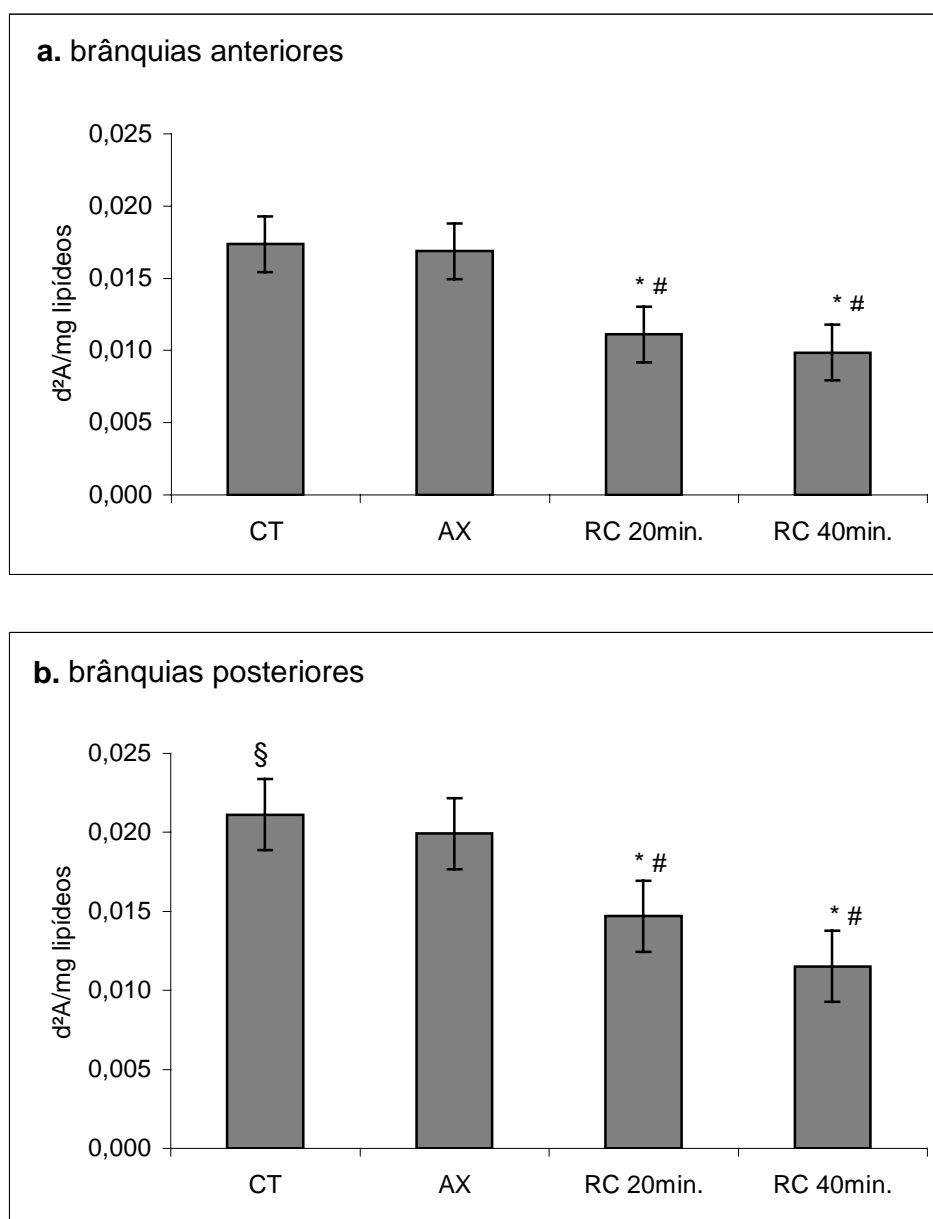 a. brânquias anteriores
0,025
0,020
0,015
0,010
0,005
0,000
d²A/mg lipídeos
* #
* #
CT AX RC 20min. RC 40min.
b. brânquias posteriores
0,025
0,020
0,015
0,010
0,005
0,000
d²A/mg lipídeos
§
* #
* #
CT AX RC 20min. RC 40min.